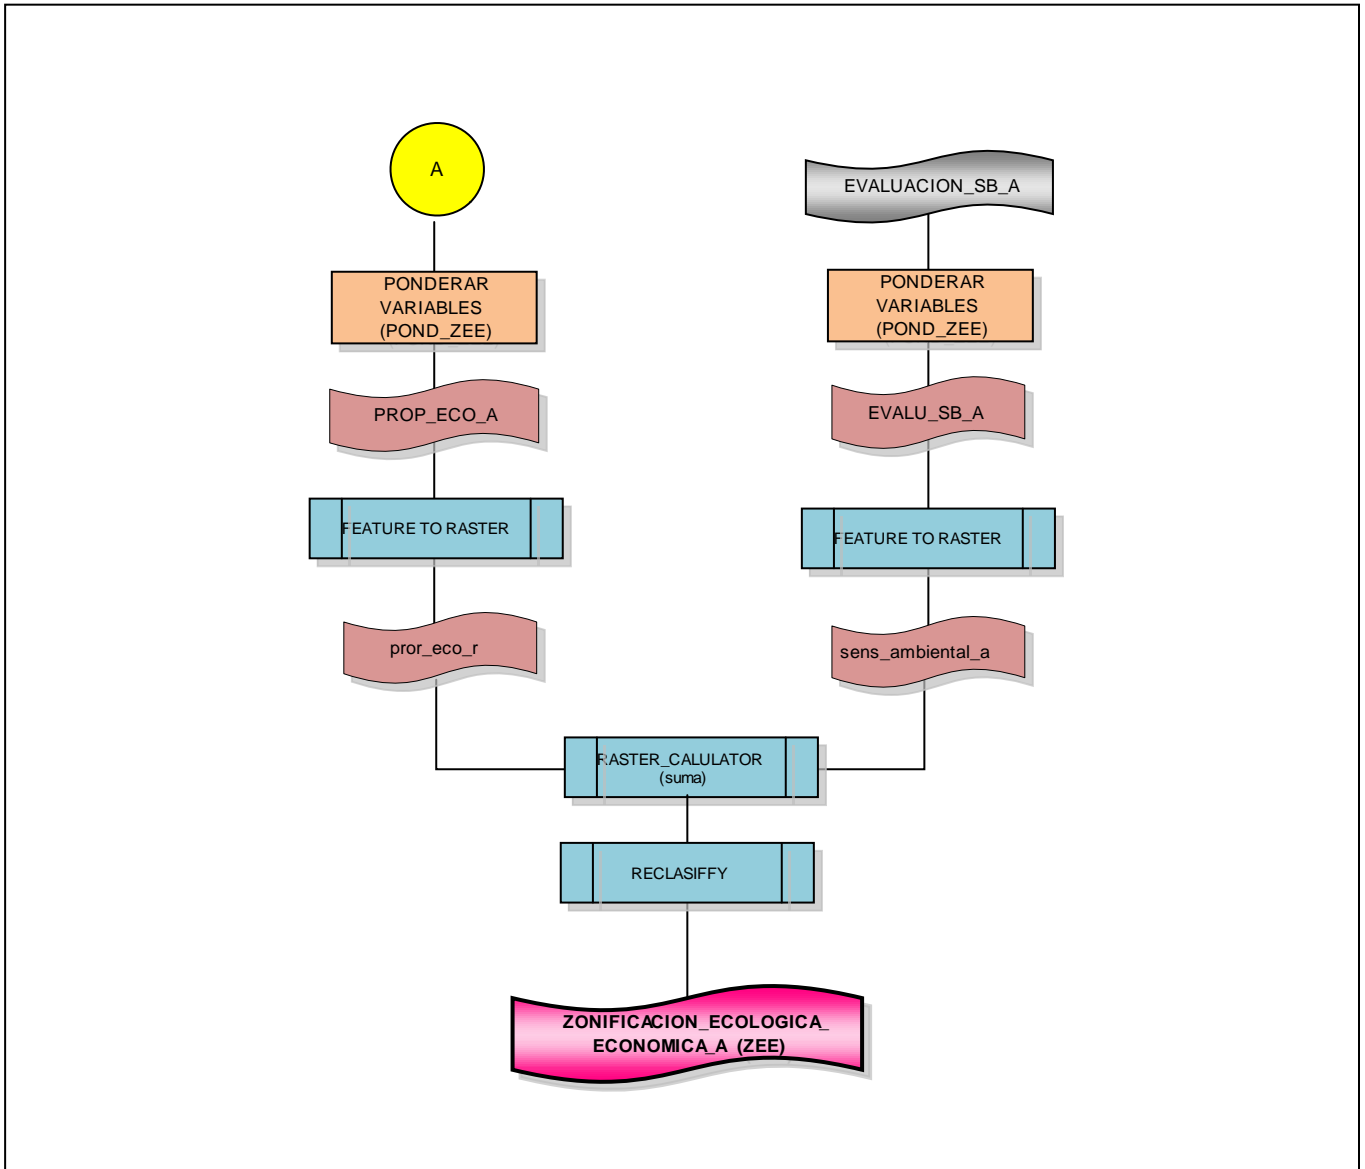 A
EVALUACION_SB_A
PONDERAR
VARIABLES
(POND_ZEE)
PONDERAR
VARIABLES
(POND_ZEE)
PROP_ECO_A
EVALU_SB_A
FEATURE TO RASTER
FEATURE TO RASTER
pror_eco_r
sens_ambiental_a
RASTER_CALULATOR
(suma)
RECLASIFFY
ZONIFICACION_ECOLOGICA_
ECONOMICA_A (ZEE)